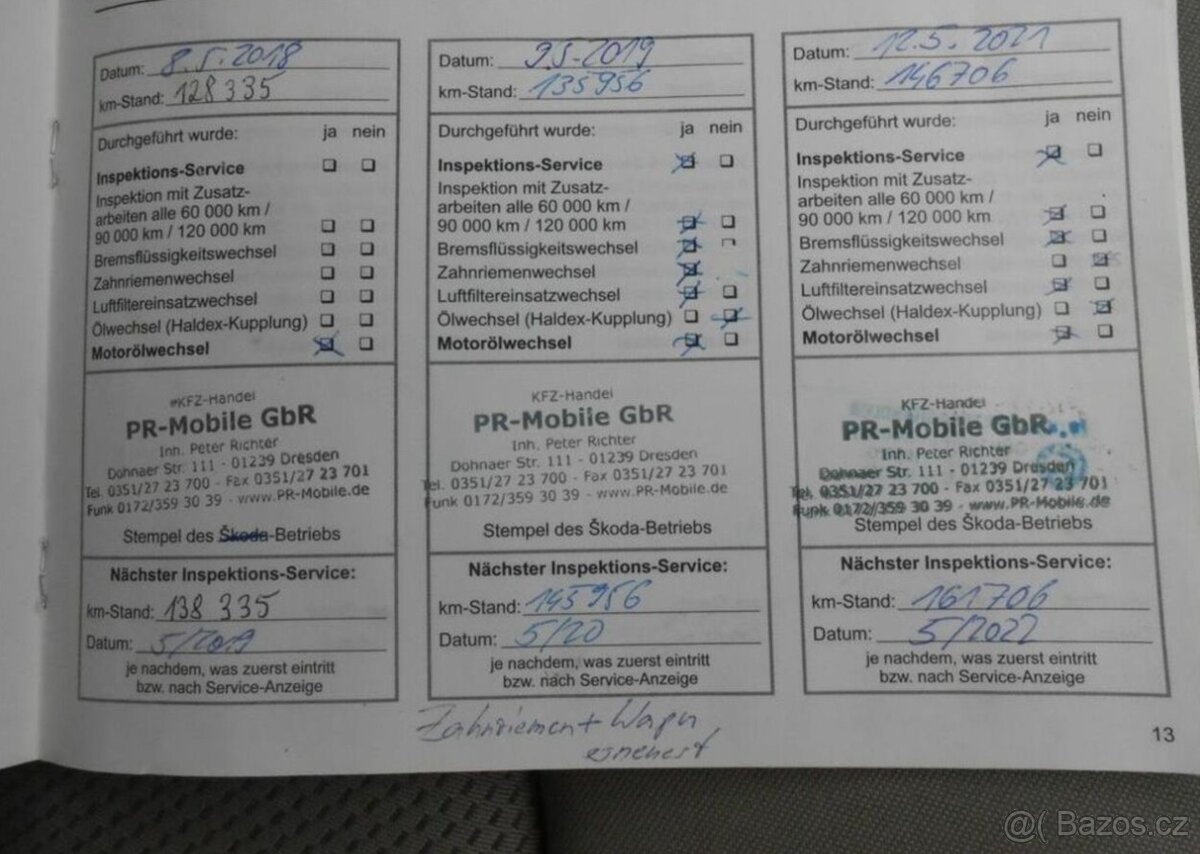 Datum: 8.5.2018
km-Stand: 128 335
Durchgeführt wurde: ja nein
Inspektions-Service
Inspektion mit Zusatz-
arbeiten alle 60 000 km /
90 000 km / 120 000 km
Bremsflüssigkeitswechsel
Zahnriemenwechsel
Luftfiltereinsatzwechsel
Ölwechsel (Haldex-Kupplung)
Motorölwechsel
KFZ-Handel
PR-Mobile GbR
Inh. Peter Richter
Dohnaer Str. 111 - 01239 Dresden
Tel. 0351/27 23 700 - Fax 0351/27 23 701
Funk 0172/359 30 39 - www.PR-Mobile.de
Stempel des Škoda-Betriebs
Nächster Inspektions-Service:
km-Stand: 138 335
Datum: 5/2019
je nachdem, was zuerst eintritt
bzw. nach Service-Anzeige
Datum: 9.5.2019
km-Stand: 135956
Durchgeführt wurde: ja nein
Inspektions-Service
Inspektion mit Zusatz-
arbeiten alle 60 000 km /
90 000 km / 120 000 km
Bremsflüssigkeitswechsel
Zahnriemenwechsel
Luftfiltereinsatzwechsel
Ölwechsel (Haldex-Kupplung)
Motorölwechsel
KFZ-Handel
PR-Mobile GbR
Inh. Peter Richter
Dohnaer Str. 111 - 01239 Dresden
Tel. 0351/27 23 700 - Fax 0351/27 23 701
Funk 0172/359 30 39 - www.PR-Mobile.de
Stempel des Škoda-Betriebs
Nächster Inspektions-Service:
km-Stand: 145956
Datum: 5/20
je nachdem, was zuerst eintritt
bzw. nach Service-Anzeige
Zahnriemen + Wapu
erneuert
Datum: 12.5.2021
km-Stand: 146706
Durchgeführt wurde: ja nein
Inspektions-Service
Inspektion mit Zusatz-
arbeiten alle 60 000 km /
90 000 km / 120 000 km
Bremsflüssigkeitswechsel
Zahnriemenwechsel
Luftfiltereinsatzwechsel
Ölwechsel (Haldex-Kupplung)
Motorölwechsel
KFZ-Handel
PR-Mobile GbR
Inh. Peter Richter
Dohnaer Str. 111 - 01239 Dresden
Tel. 0351/27 23 700 - Fax 0351/27 23 701
Funk 0172/359 30 39 - www.PR-Mobile.de
Stempel des Škoda-Betriebs
Nächster Inspektions-Service:
km-Stand: 161706
Datum: 5/2022
je nachdem, was zuerst eintritt
bzw. nach Service-Anzeige
13
@( Bazos.cz